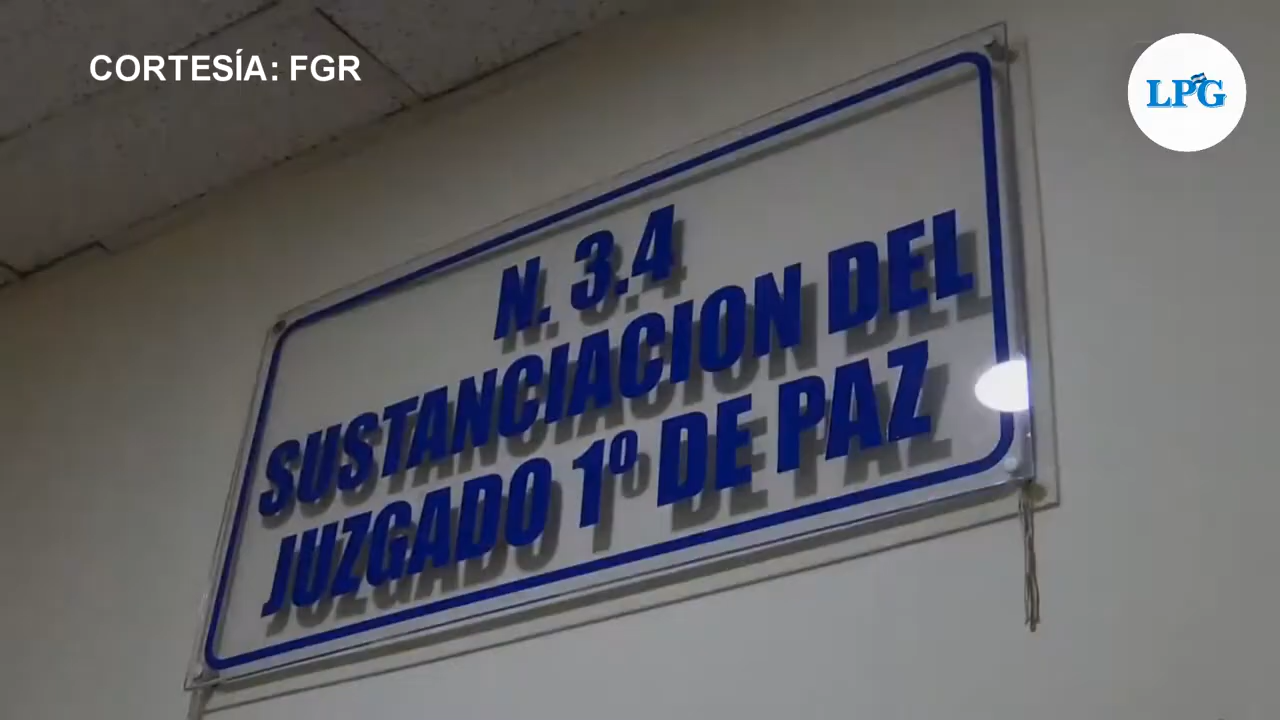 CORTESÍA: FGR
LPG
N. 3.4
SUSTANCIACION DEL
JUZGADO 1º DE PAZ